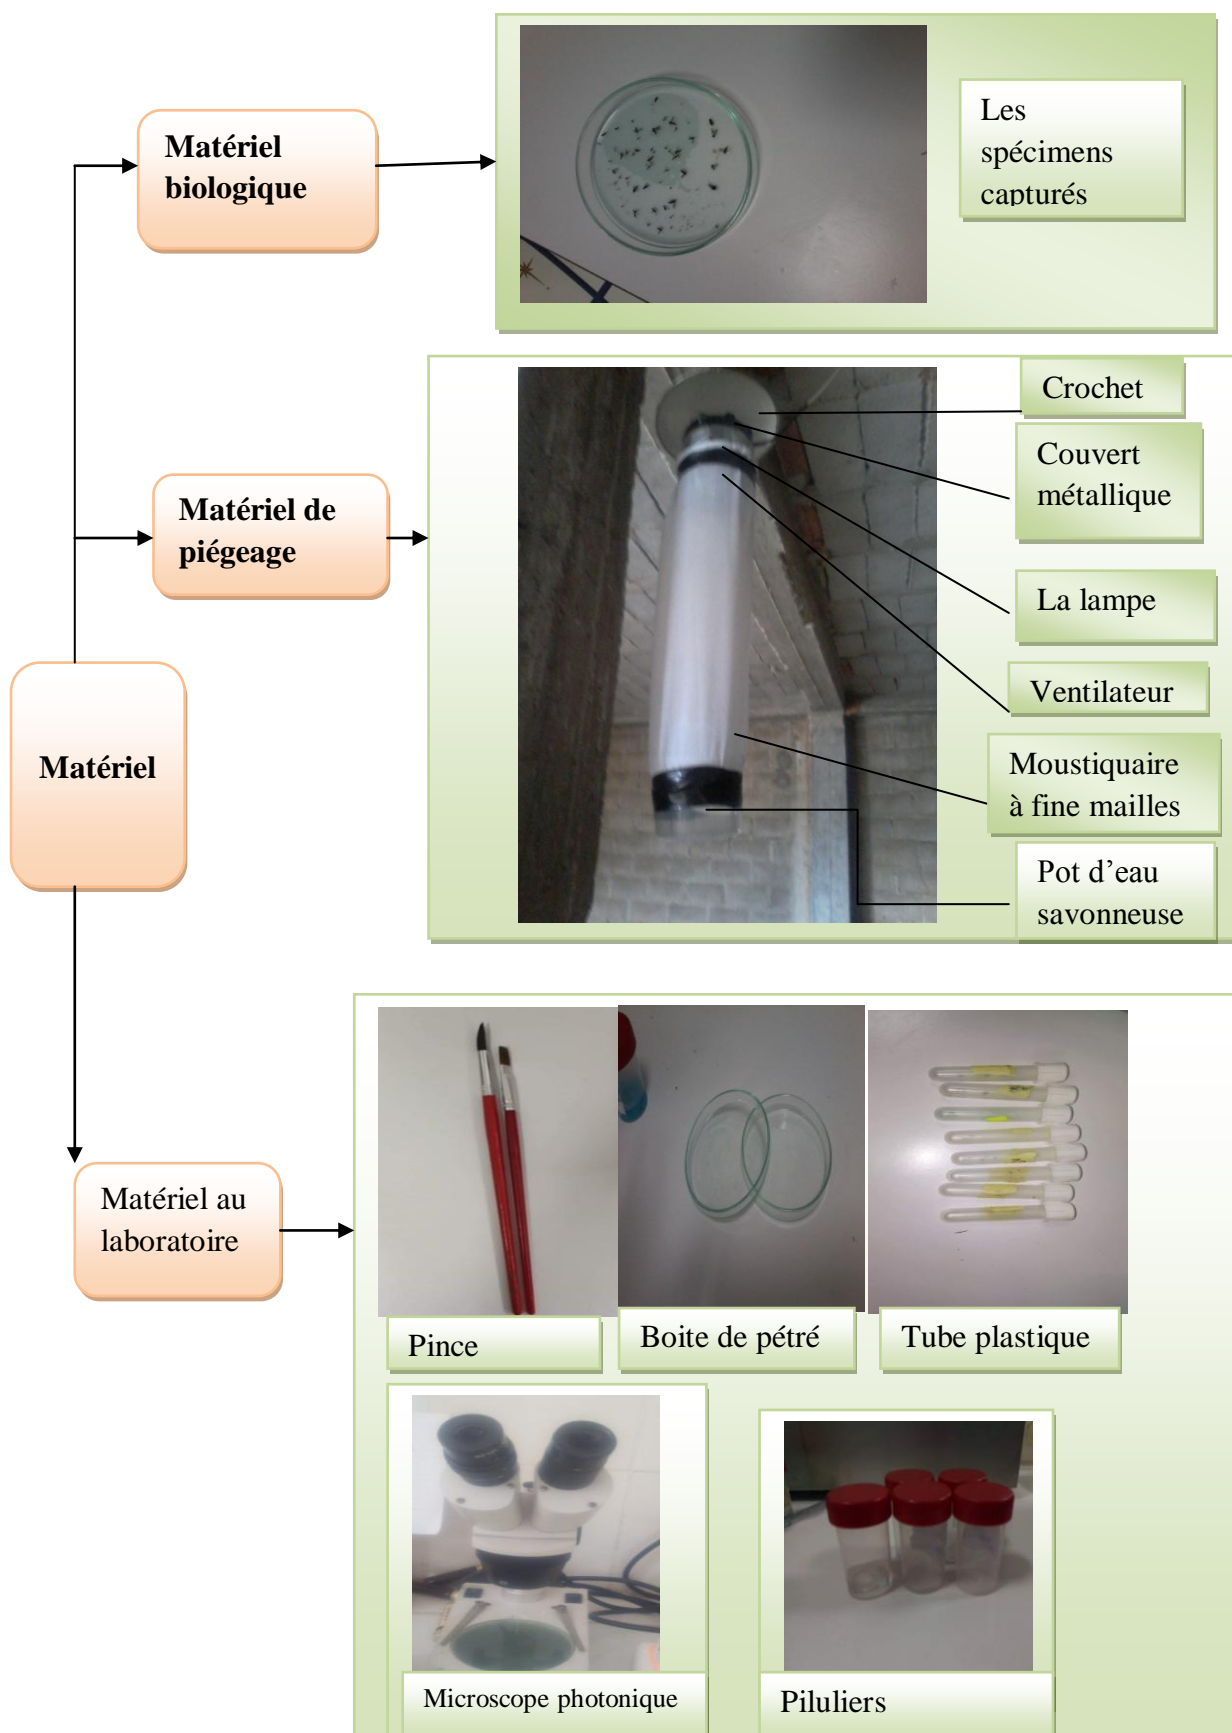 Matériel
biologique
Les
spécimens
capturés
Crochet
Couvert
métallique
Matériel de
piégeage
La lampe
Ventilateur
Matériel
Moustiquaire
à fine mailles
Pot d’eau
savonneuse
Matériel au
laboratoire
Pince
Boite de pétré
Tube plastique
Microscope photonique
Piluliers